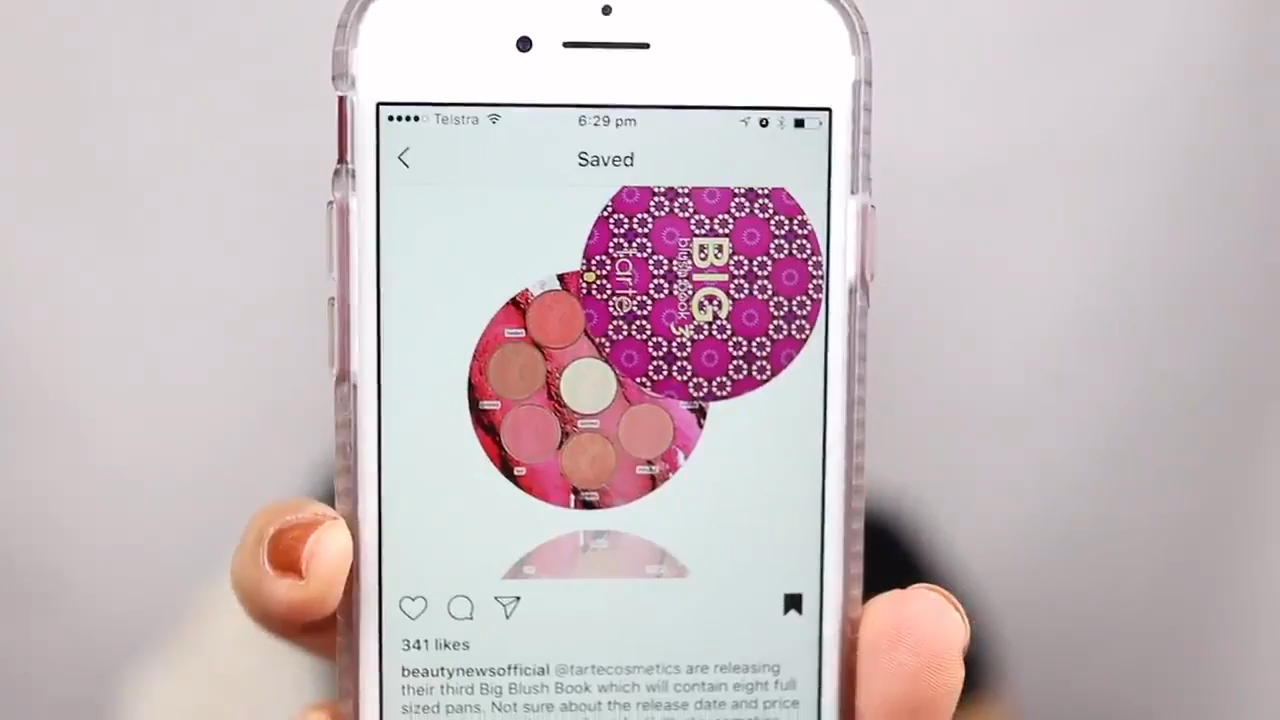 Telstra
6:29 pm
Saved
BIG
blush book 3
tarte
341 likes
beautynewsofficial @tartecosmetics are releasing
their third Big Blush Book which will contain eight full
sized pans. Not sure about the release date and price